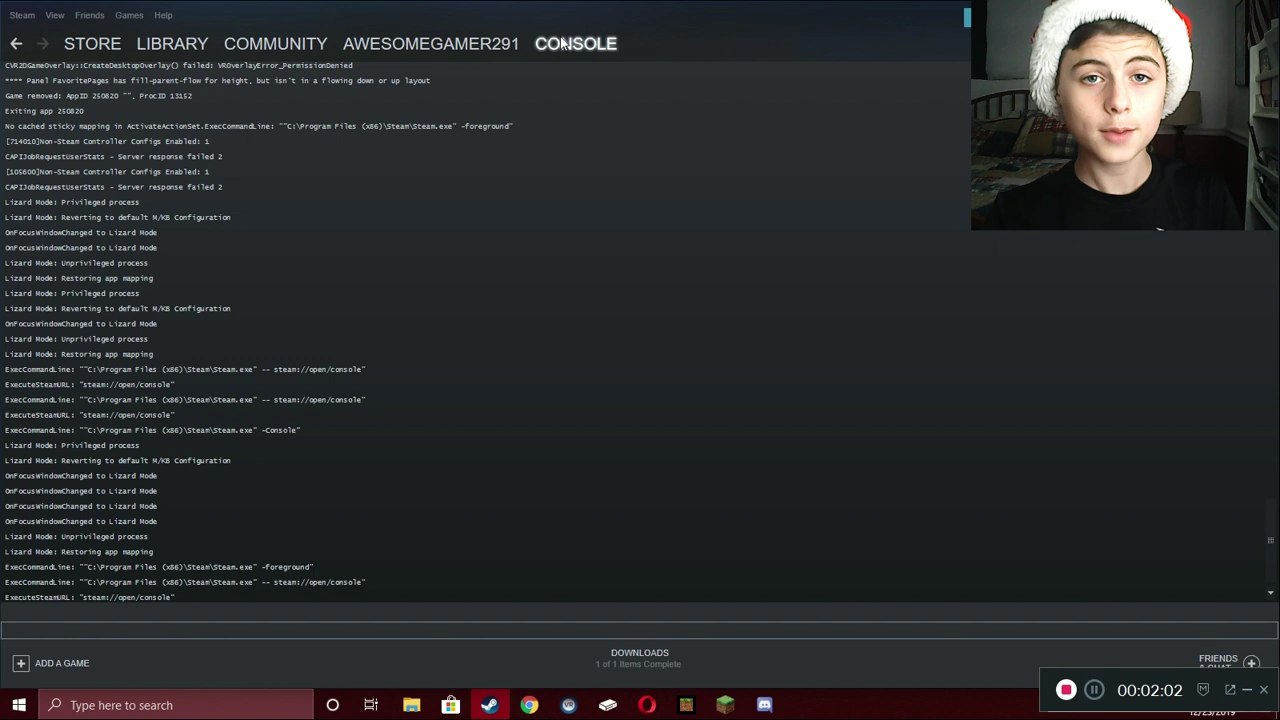 Steam View Friends Games Help
STORE LIBRARY COMMUNITY AWESOMEGAMER291 CONSOLE
CVR2DGameOverlay::CreateDesktopOverlay() failed: VROverlayError_PermissionDenied
**** Panel FavoritePages has fill-parent-flow for height, but isn't in a flowing down or up layout
Game removed: AppID 250820 "", ProcID 13152
Exiting app 250820
No cached sticky mapping in ActivateActionSet.ExecCommandLine: ""C:\Program Files (x86)\Steam\Steam.exe" -foreground"
[714010]Non-Steam Controller Configs Enabled: 1
CAPIJobRequestUserStats - Server response failed 2
[105600]Non-Steam Controller Configs Enabled: 1
CAPIJobRequestUserStats - Server response failed 2
Lizard Mode: Privileged process
Lizard Mode: Reverting to default M/KB Configuration
OnFocusWindowChanged to Lizard Mode
OnFocusWindowChanged to Lizard Mode
Lizard Mode: Unprivileged process
Lizard Mode: Restoring app mapping
Lizard Mode: Privileged process
Lizard Mode: Reverting to default M/KB Configuration
OnFocusWindowChanged to Lizard Mode
Lizard Mode: Unprivileged process
Lizard Mode: Restoring app mapping
ExecCommandLine: ""C:\Program Files (x86)\Steam\Steam.exe" -- steam://open/console"
ExecuteSteamURL: "steam://open/console"
ExecCommandLine: ""C:\Program Files (x86)\Steam\Steam.exe" -- steam://open/console"
ExecuteSteamURL: "steam://open/console"
ExecCommandLine: ""C:\Program Files (x86)\Steam\Steam.exe" -Console"
Lizard Mode: Privileged process
Lizard Mode: Reverting to default M/KB Configuration
OnFocusWindowChanged to Lizard Mode
OnFocusWindowChanged to Lizard Mode
OnFocusWindowChanged to Lizard Mode
OnFocusWindowChanged to Lizard Mode
Lizard Mode: Unprivileged process
Lizard Mode: Restoring app mapping
ExecCommandLine: ""C:\Program Files (x86)\Steam\Steam.exe" -Foreground"
ExecCommandLine: ""C:\Program Files (x86)\Steam\Steam.exe" -- steam://open/console"
ExecuteSteamURL: "steam://open/console"
ADD A GAME
DOWNLOADS
1 of 1 Items Complete
FRIENDS
& CHAT
00:02:02
Type here to search
12/23/2019